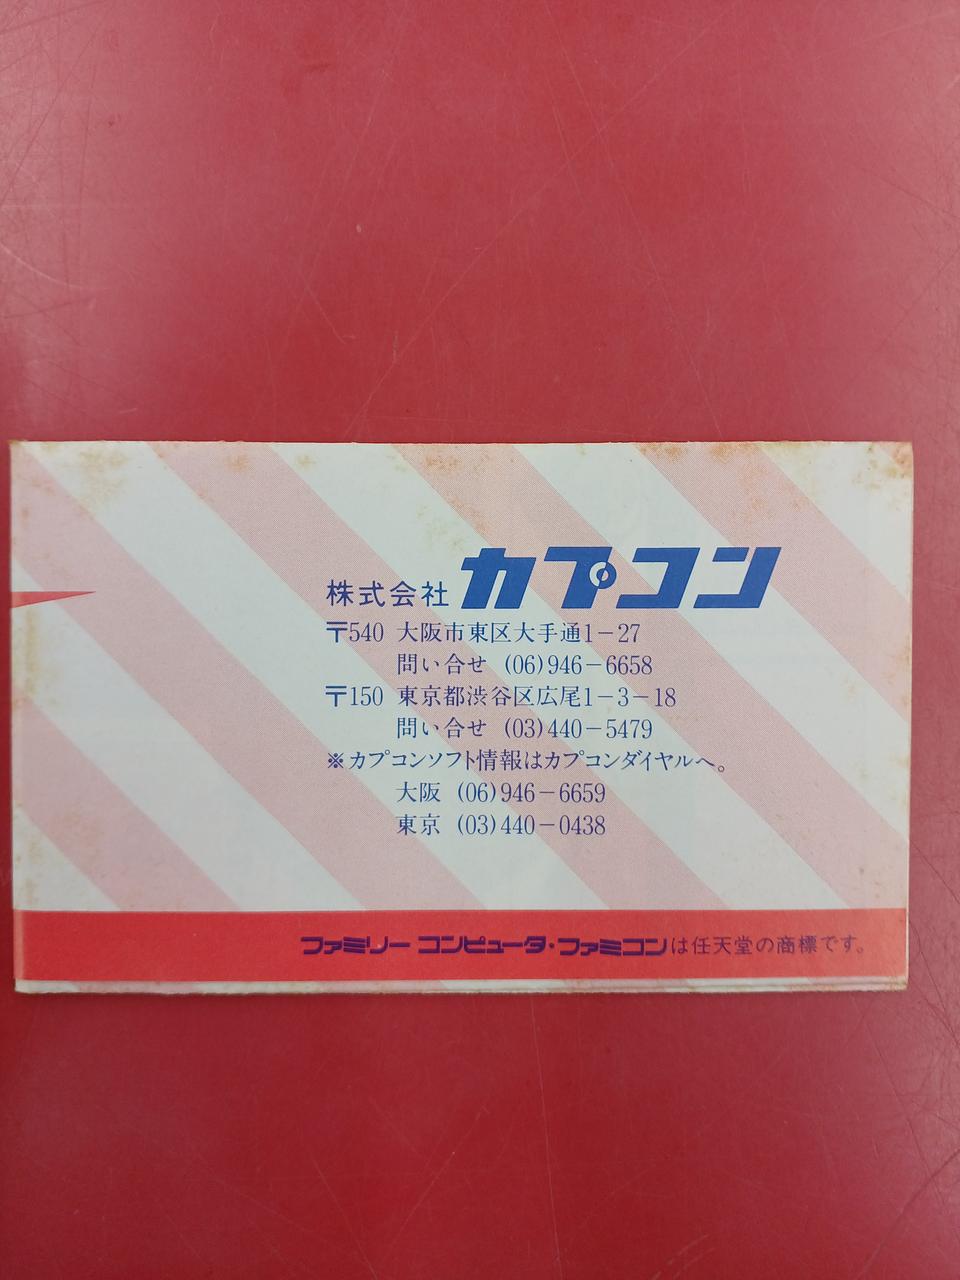 株式会社 カプコン
〒540 大阪市東区大手通1−27
問い合せ (06)946−6658
〒150 東京都渋谷区広尾1−3−18
問い合せ (03)440−5479
※カプコンソフト情報はカプコンダイヤルへ。
大阪 (06)946−6659
東京 (03)440−0438
ファミリー コンピュータ・ファミコンは任天堂の商標です。